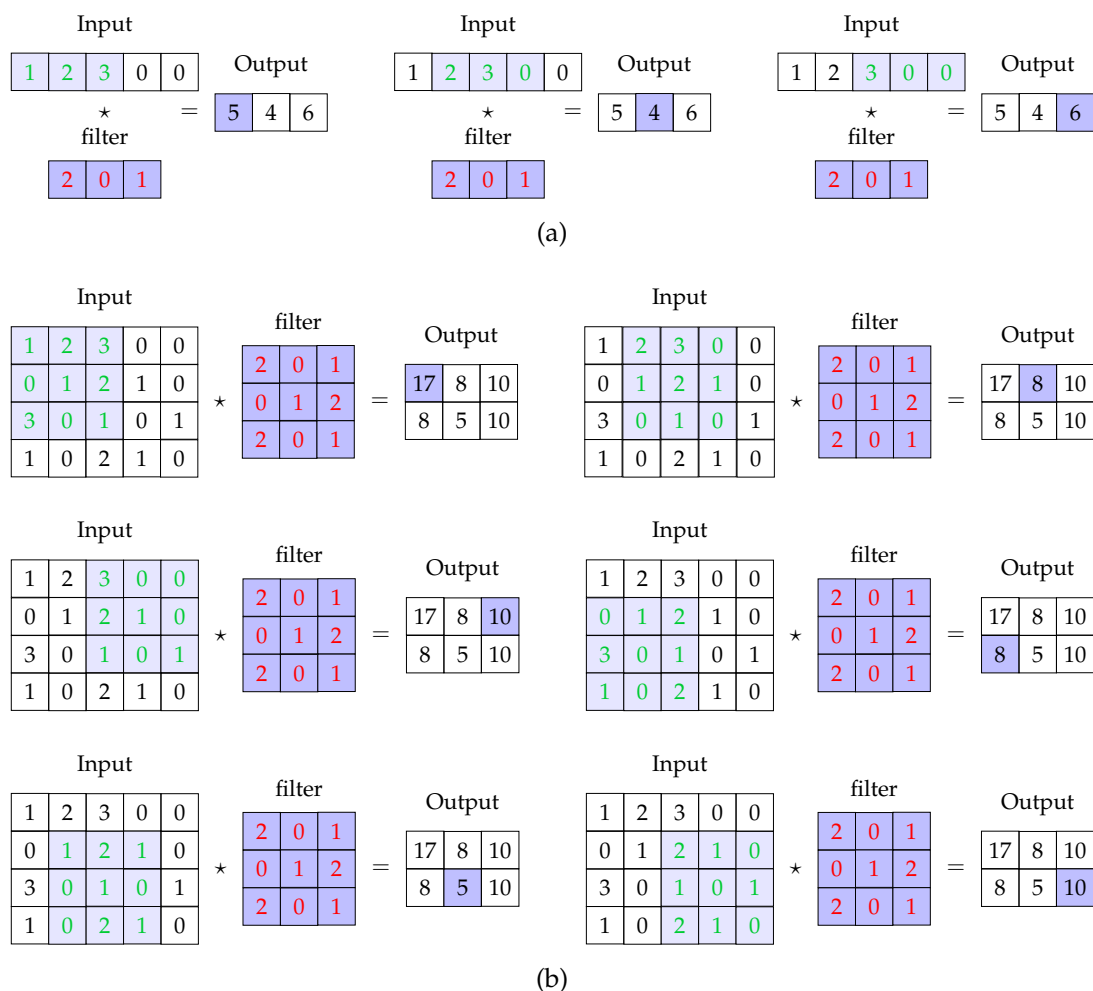 Input Input Input
1 2 3 0 0 Output 1 2 3 0 0 Output 1 2 3 0 0 Output
⋆ = 5 4 6 ⋆ = 5 4 6 ⋆ = 5 4 6
filter filter filter
2 0 1 2 0 1 2 0 1
(a)
Input Input
filter Output filter Output
1 2 3 0 0 2 0 1 1 2 3 0 0 2 0 1
0 1 2 1 0 ⋆ 0 1 2 = 17 8 10 0 1 2 1 0 ⋆ 0 1 2 = 17 8 10
3 0 1 0 1 2 0 1 8 5 10 3 0 1 0 1 2 0 1 8 5 10
1 0 2 1 0 1 0 2 1 0
Input Input
filter Output filter Output
1 2 3 0 0 2 0 1 1 2 3 0 0 2 0 1
0 1 2 1 0 ⋆ 0 1 2 = 17 8 10 0 1 2 1 0 ⋆ 0 1 2 = 17 8 10
3 0 1 0 1 2 0 1 8 5 10 3 0 1 0 1 2 0 1 8 5 10
1 0 2 1 0 1 0 2 1 0
Input Input
filter Output filter Output
1 2 3 0 0 2 0 1 1 2 3 0 0 2 0 1
0 1 2 1 0 ⋆ 0 1 2 = 17 8 10 0 1 2 1 0 ⋆ 0 1 2 = 17 8 10
3 0 1 0 1 2 0 1 8 5 10 3 0 1 0 1 2 0 1 8 5 10
1 0 2 1 0 1 0 2 1 0
(b)